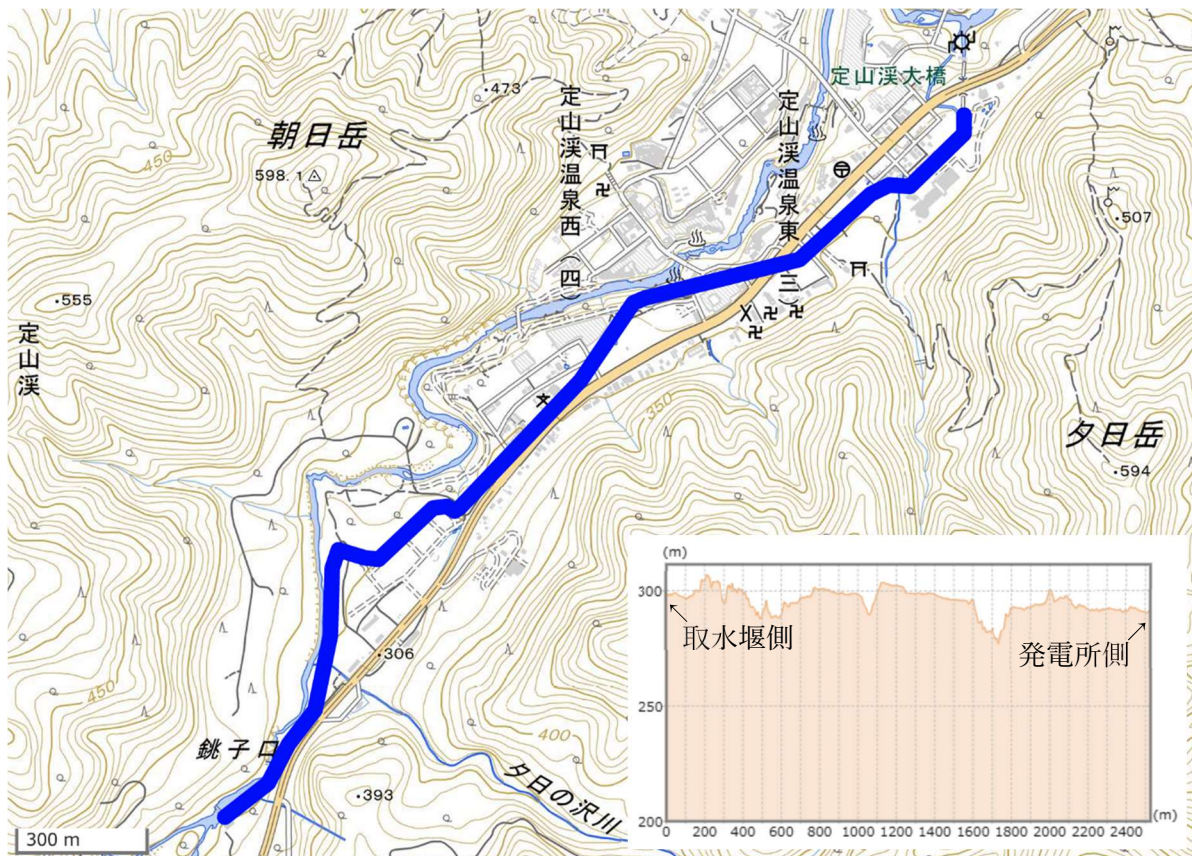 定山渓大橋
473
定山渓温泉西(四)
定山渓温泉東(三)
朝日岳
450
598.1
507
555
定山渓
350
夕日岳
594
306
450
400
銚子口
夕日の沢川
393
300 m
(m)
300
取水堰側
発電所側
250
200
0 200 400 600 800 1000 1200 1400 1600 1800 2000 2200 2400
(m)